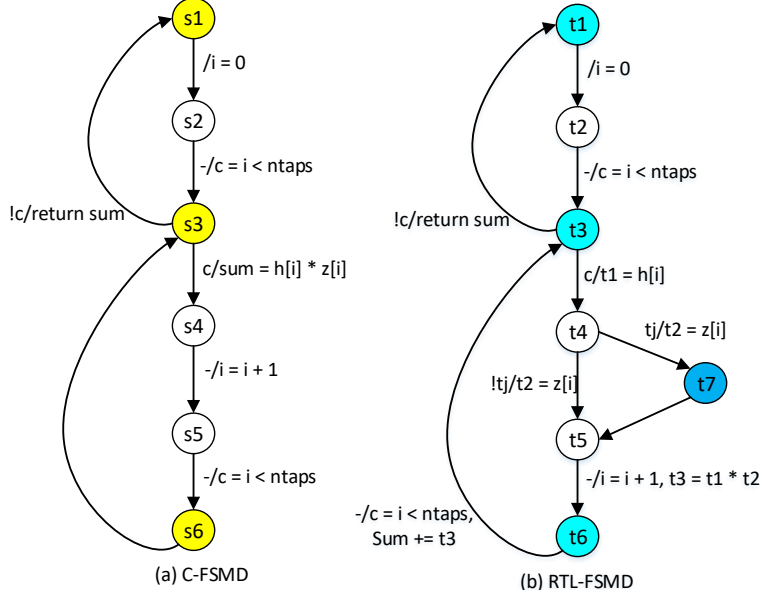 s1
/i = 0
s2
-/c = i < ntaps
!c/return sum
s3
c/sum = h[i] * z[i]
s4
-/i = i + 1
s5
-/c = i < ntaps
s6
(a) C-FSMD
t1
/i = 0
t2
-/c = i < ntaps
!c/return sum
t3
c/t1 = h[i]
t4
tj/t2 = z[i]
!tj/t2 = z[i]
t7
t5
-/i = i + 1, t3 = t1 * t2
-/c = i < ntaps,
Sum += t3
t6
(b) RTL-FSMD